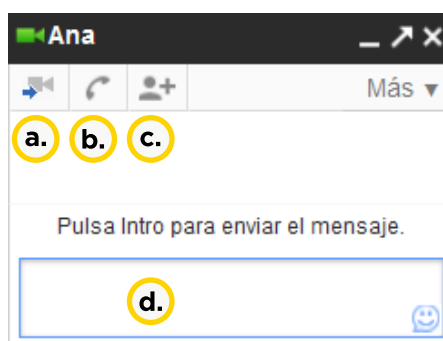 Ana
Más
a. b. c.
Pulsa Intro para enviar el mensaje.
d.